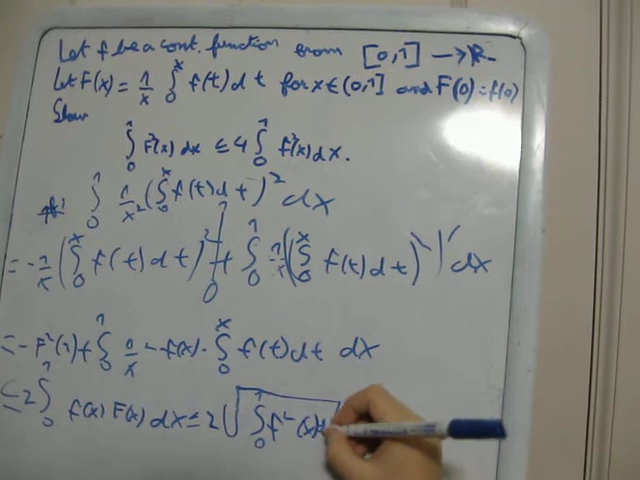 Let f be a cont. function from [0,1] → R
Let F(x) = 1/x ∫₀ˣ f(t) dt for x ∈ (0,1] and F(0) = f(0)
Show
∫₀¹ F²(x) dx ≤ 4 ∫₀¹ f²(x) dx.
∫₀¹ 1/x² (∫₀ˣ f(t) dt)² dx
= -1/x (∫₀ˣ f(t) dt)² |₀¹ + ∫₀¹ 1/x ((∫₀ˣ f(t) dt)²)' dx
= -F²(1) + ∫₀¹ 2/x f(x) · ∫₀ˣ f(t) dt dx
≤ 2 ∫₀¹ f(x) F(x) dx ≤ 2 √ ∫₀¹ f²(x)